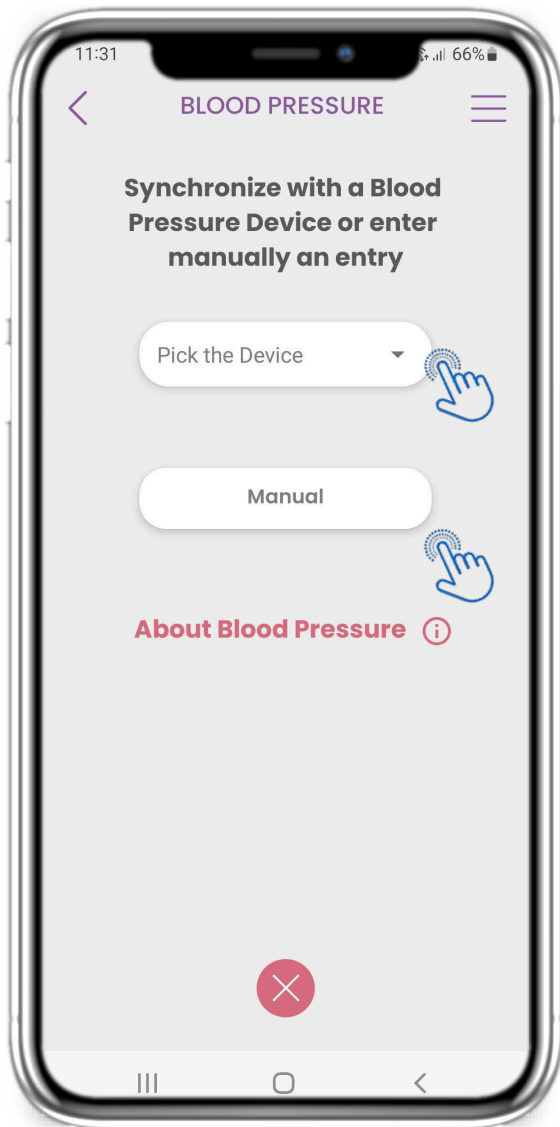 11:31 66%
BLOOD PRESSURE
Synchronize with a Blood
Pressure Device or enter
manually an entry
Pick the Device
Manual
About Blood Pressure